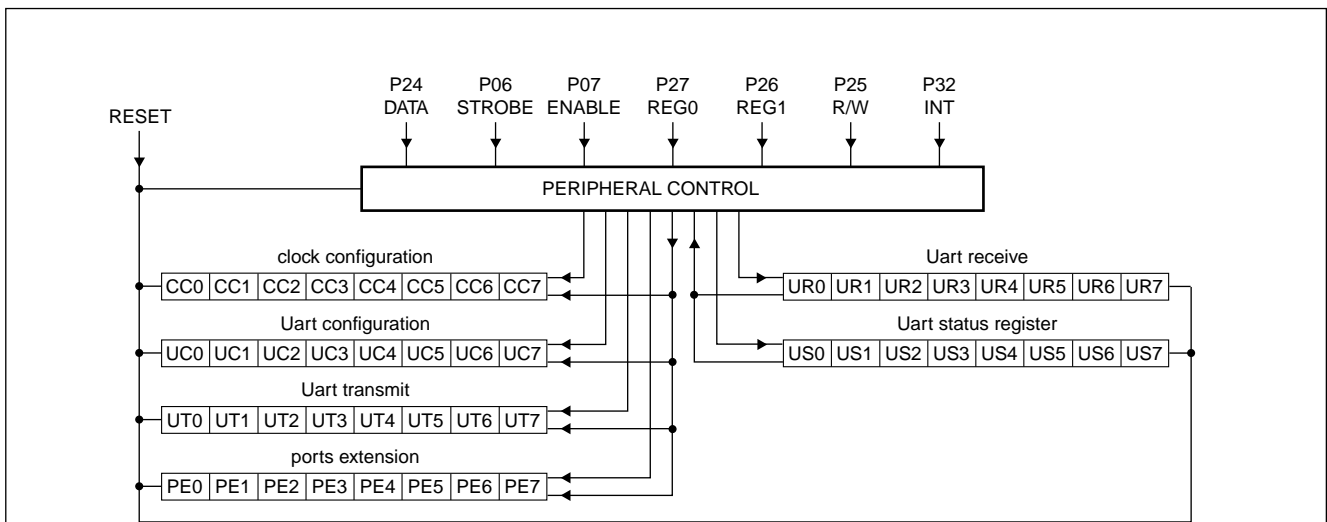 P24 P06 P07 P27 P26 P25 P32
DATA STROBE ENABLE REG0 REG1 R/W INT
RESET
PERIPHERAL CONTROL
clock configuration
CC0 CC1 CC2 CC3 CC4 CC5 CC6 CC7
Uart receive
UR0 UR1 UR2 UR3 UR4 UR5 UR6 UR7
Uart configuration
UC0 UC1 UC2 UC3 UC4 UC5 UC6 UC7
Uart status register
US0 US1 US2 US3 US4 US5 US6 US7
Uart transmit
UT0 UT1 UT2 UT3 UT4 UT5 UT6 UT7
ports extension
PE0 PE1 PE2 PE3 PE4 PE5 PE6 PE7